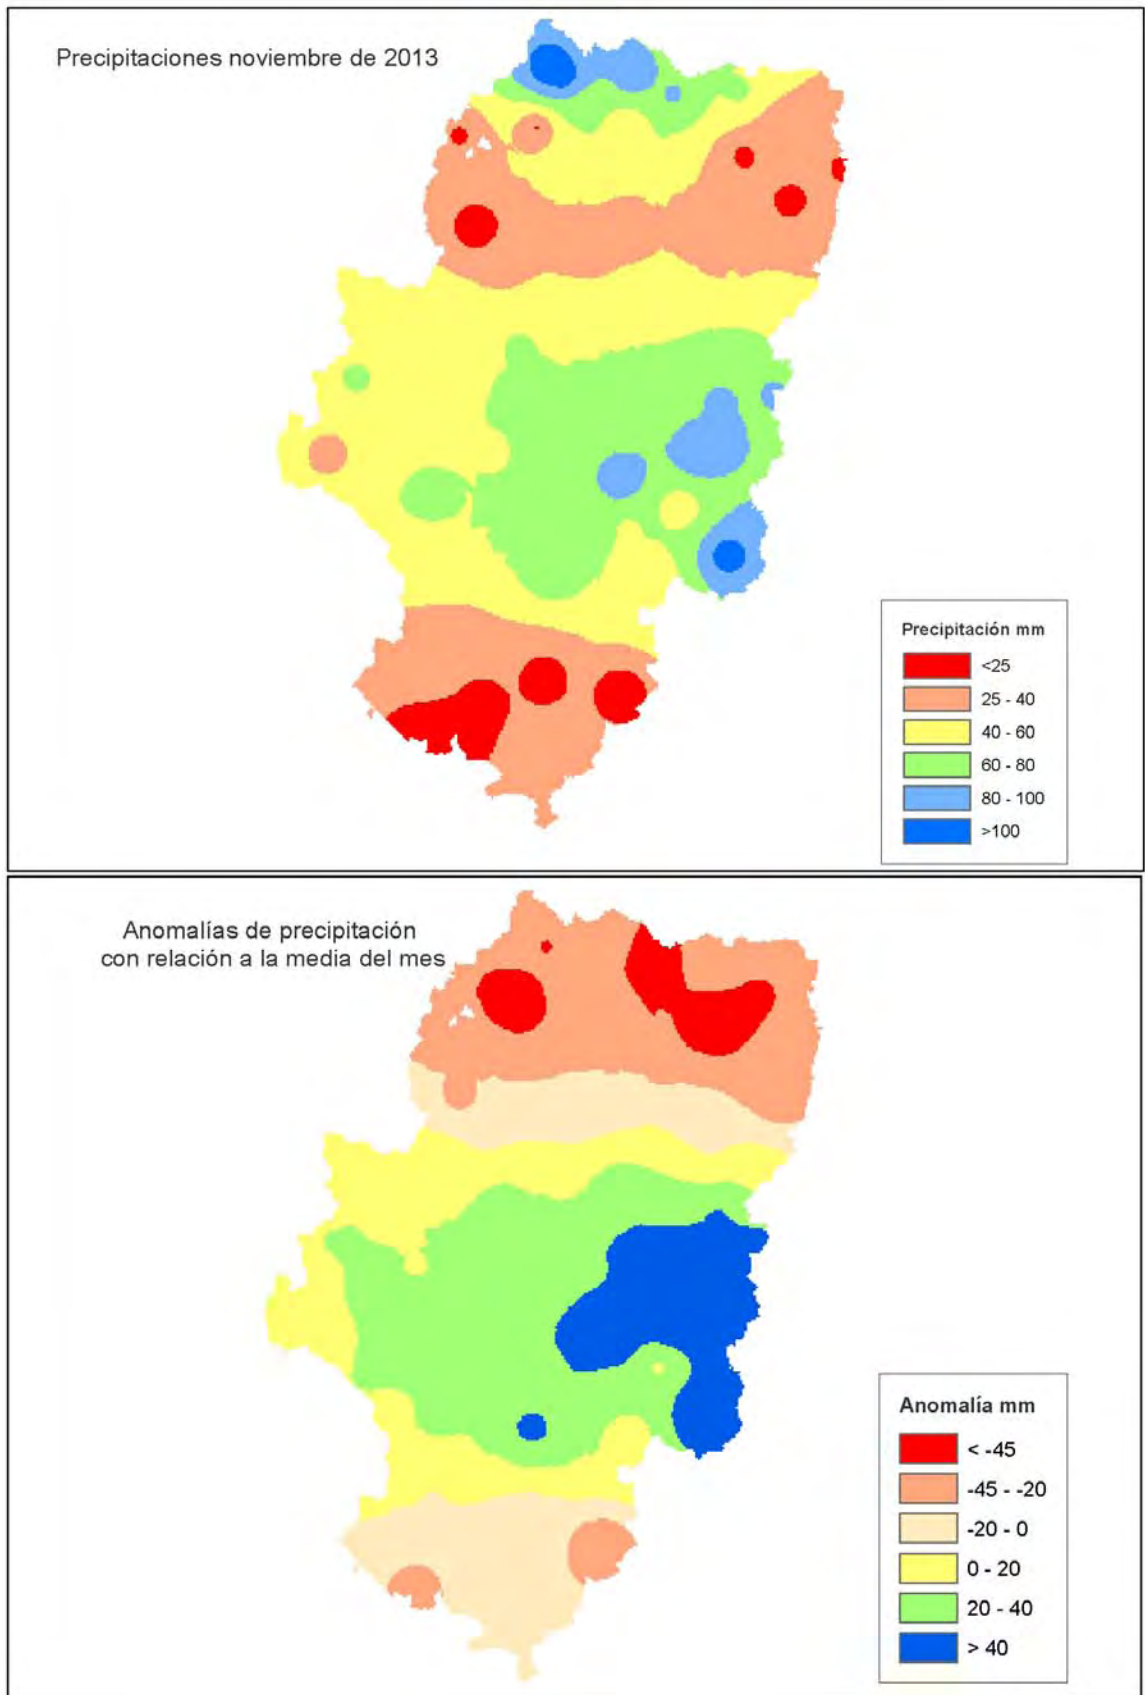 Precipitaciones noviembre de 2013
Precipitación mm
<25
25 - 40
40 - 60
60 - 80
80 - 100
>100
Anomalías de precipitación
con relación a la media del mes
Anomalía mm
< -45
-45 - -20
-20 - 0
0 - 20
20 - 40
> 40